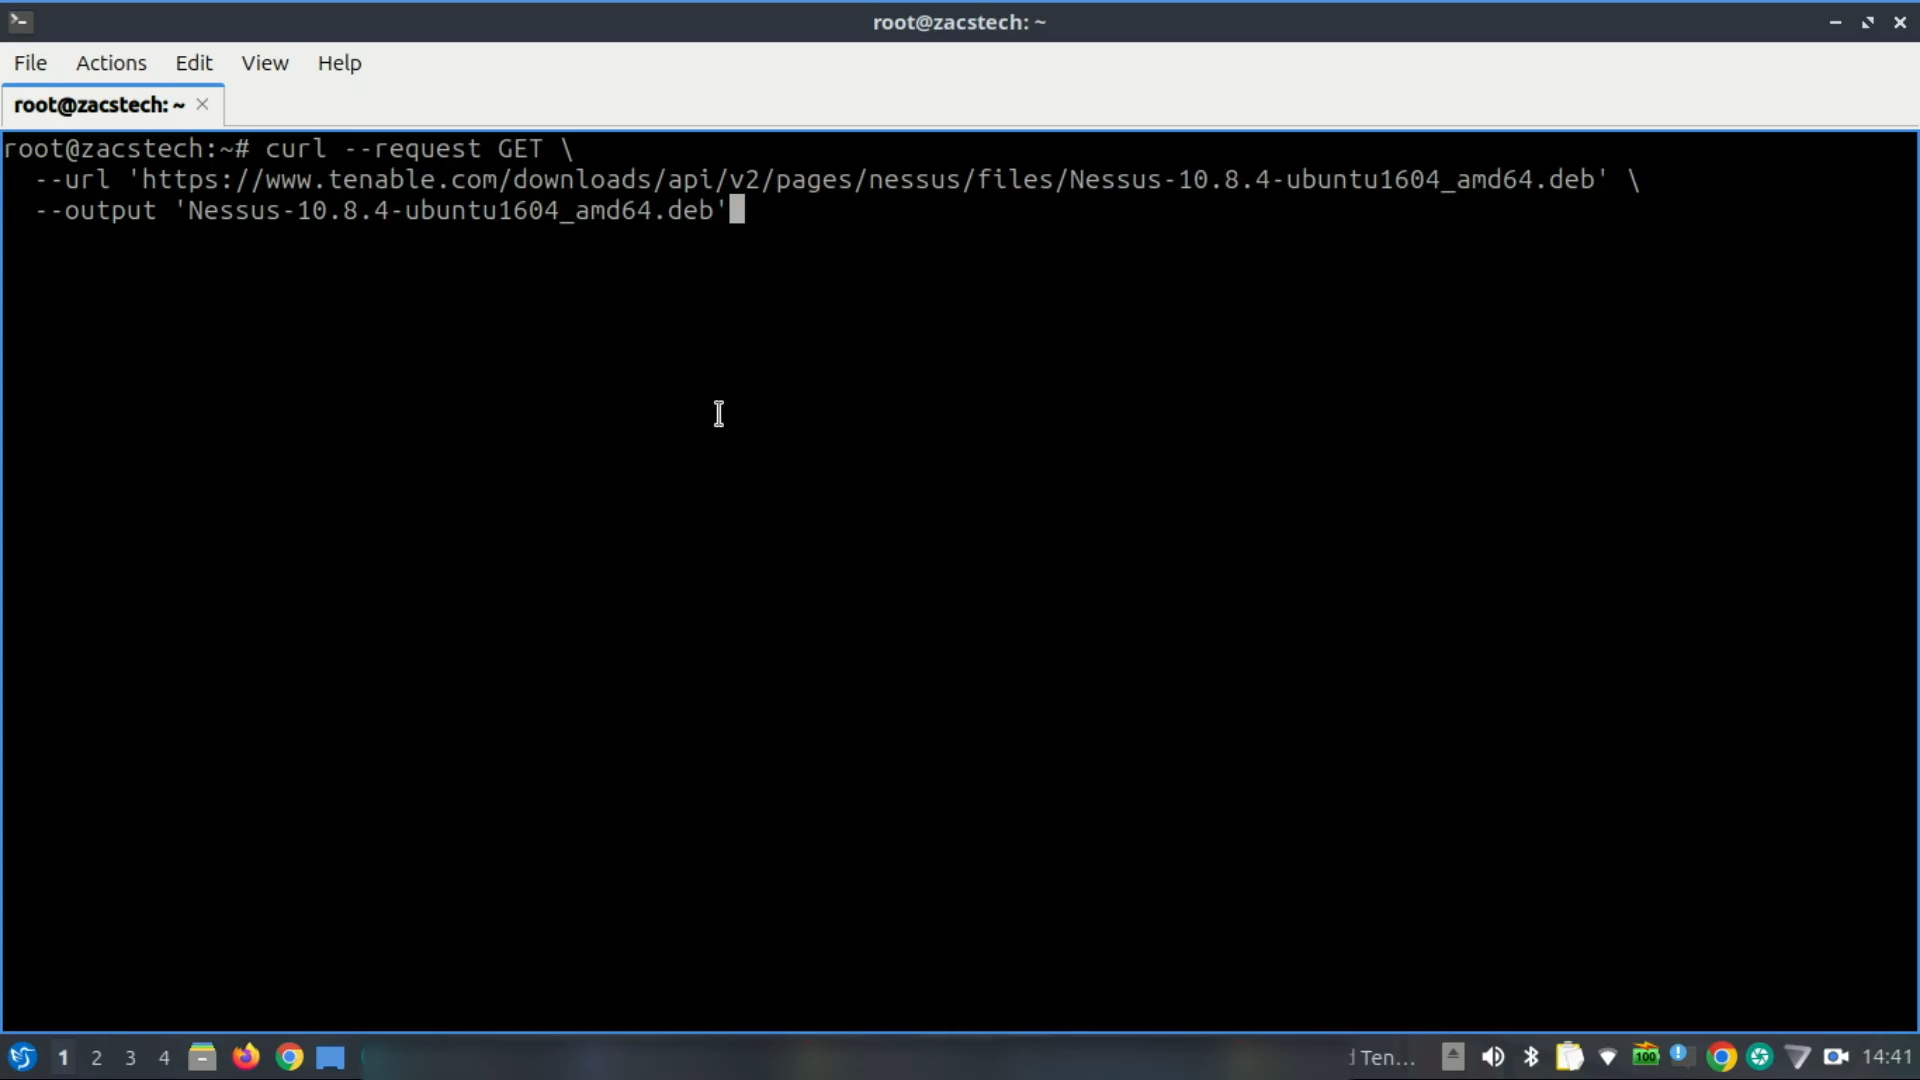 root@zacstech: ~
File Actions Edit View Help
root@zacstech: ~
root@zacstech:~# curl --request GET \
--url 'https://www.tenable.com/downloads/api/v2/pages/nessus/files/Nessus-10.8.4-ubuntu1604_amd64.deb' \
--output 'Nessus-10.8.4-ubuntu1604_amd64.deb'
1 2 3 4 Ten... 100 14:41